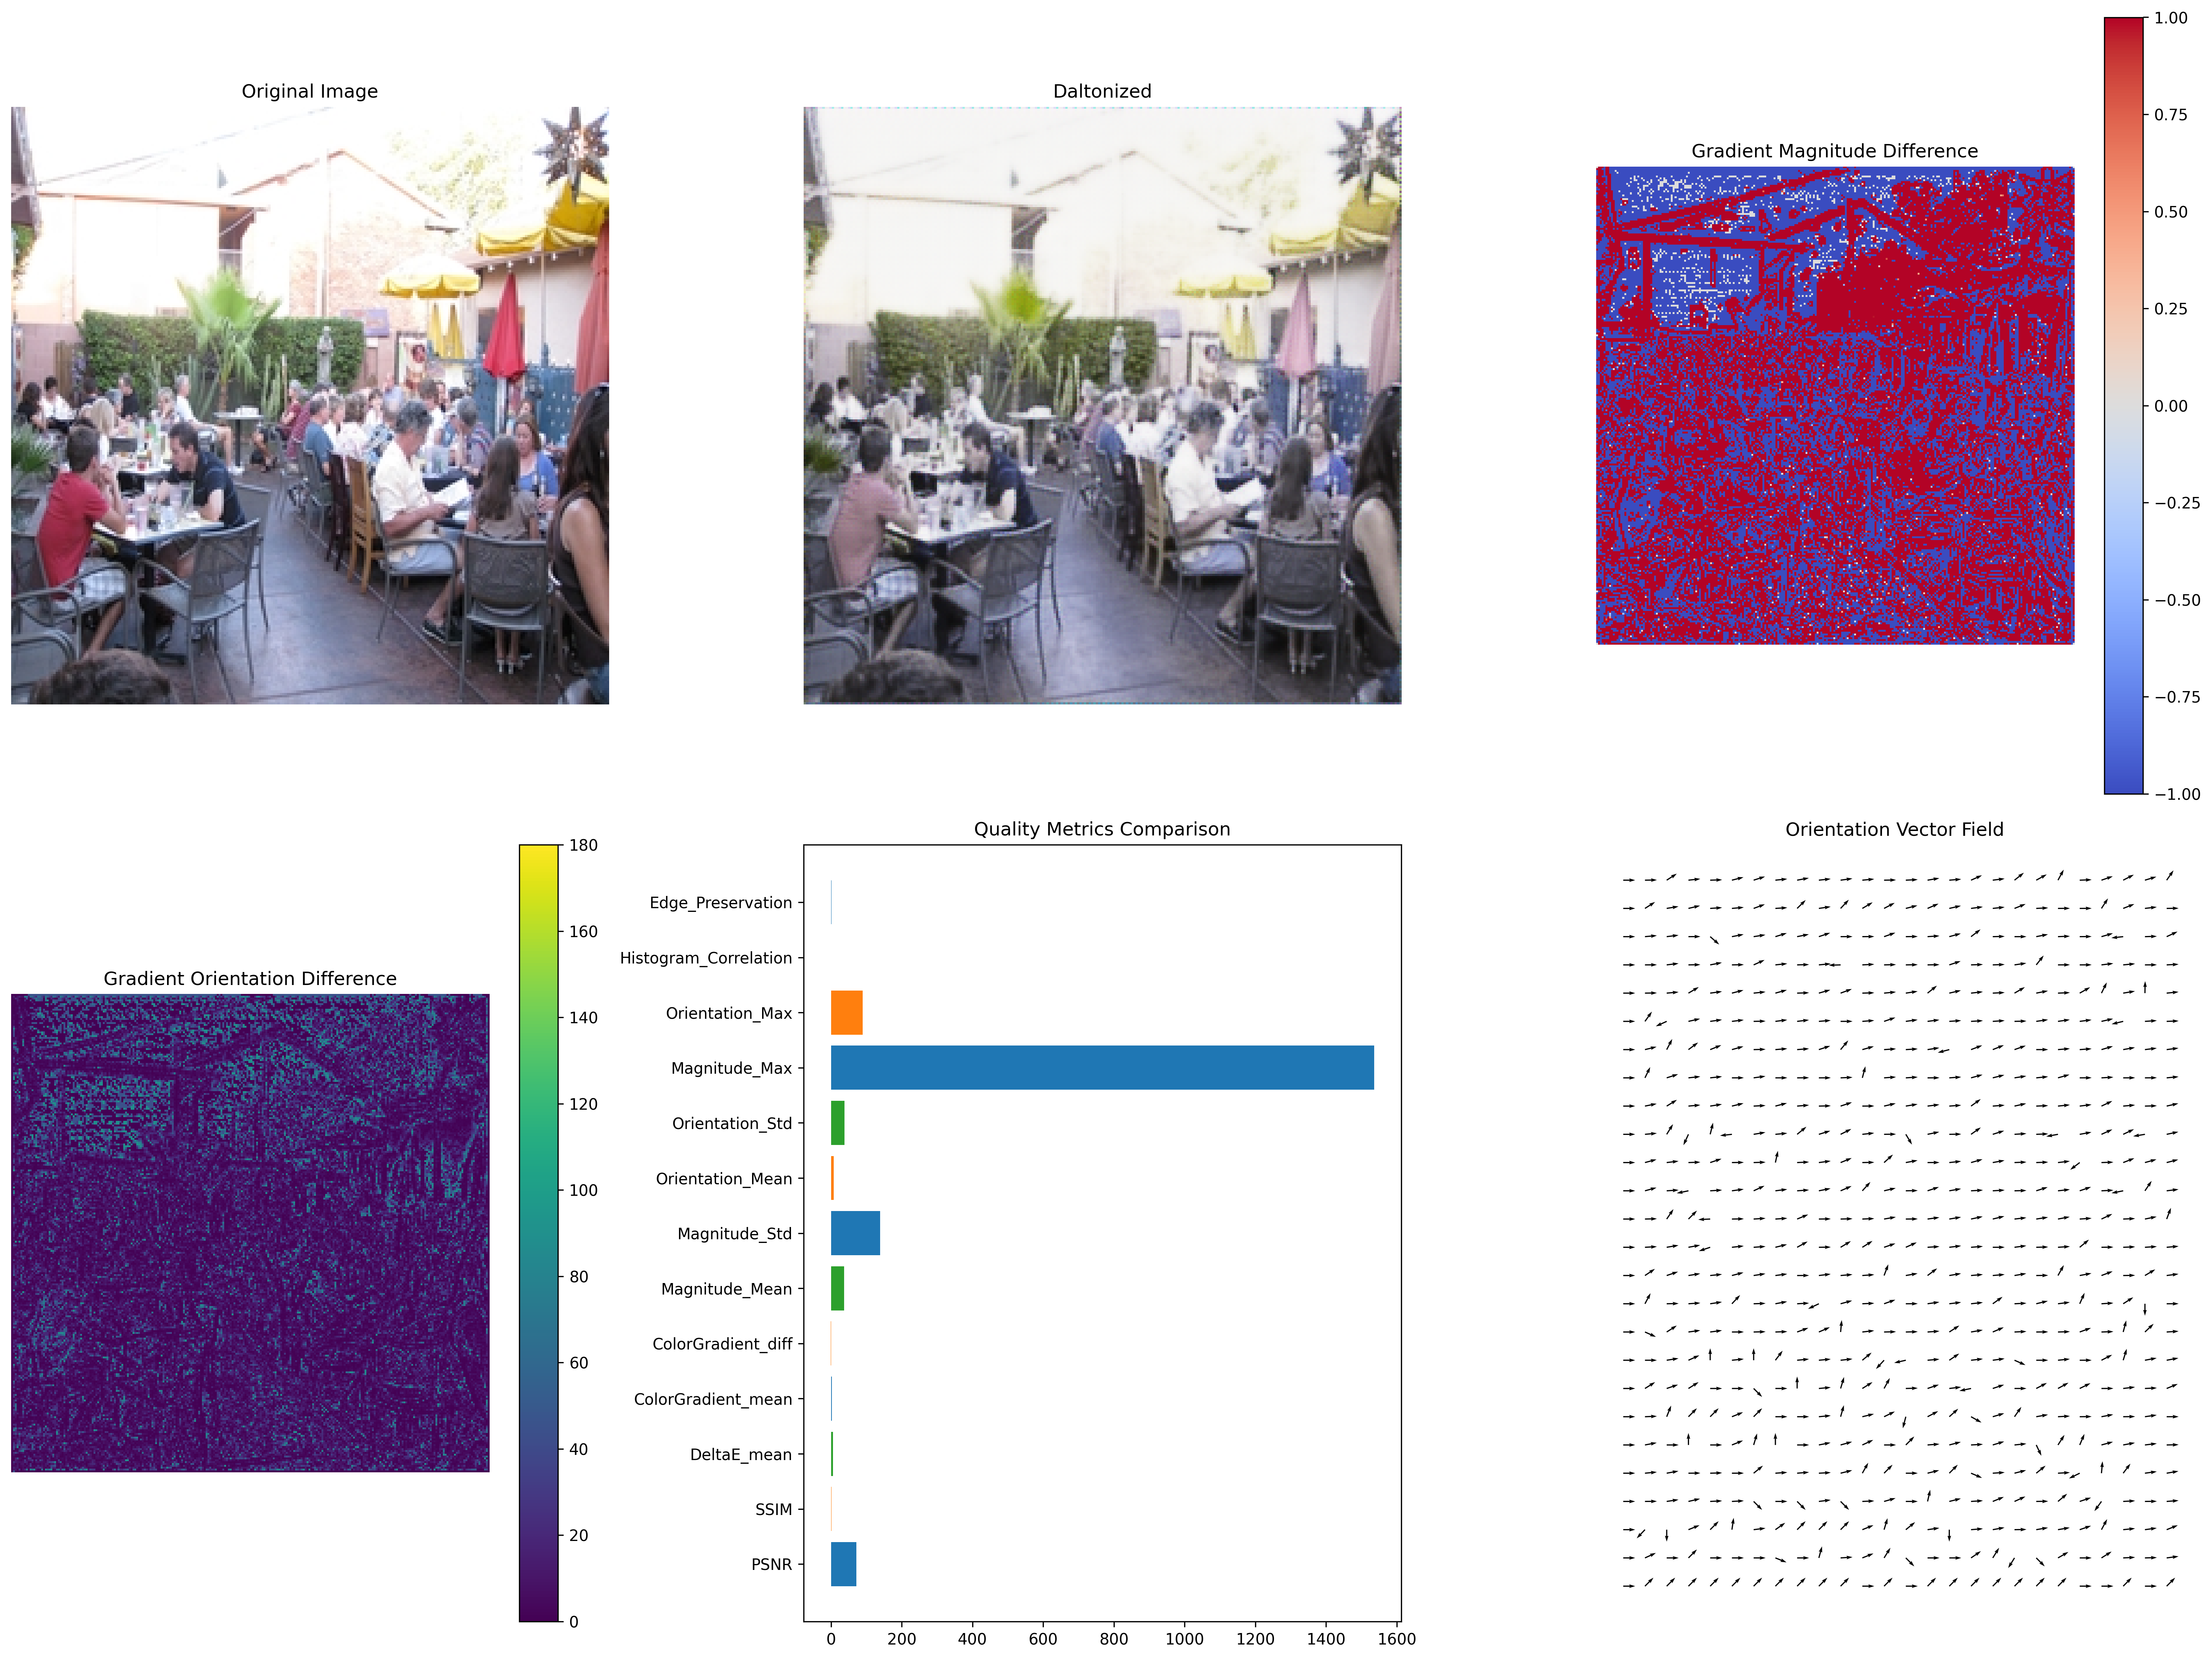 Original Image
Daltonized
Gradient Magnitude Difference
1.00
0.75
0.50
0.25
0.00
−0.25
−0.50
−0.75
−1.00
Gradient Orientation Difference
180
160
140
120
100
80
60
40
20
0
Quality Metrics Comparison
Edge_Preservation
Histogram_Correlation
Orientation_Max
Magnitude_Max
Orientation_Std
Orientation_Mean
Magnitude_Std
Magnitude_Mean
ColorGradient_diff
ColorGradient_mean
DeltaE_mean
SSIM
PSNR
0 200 400 600 800 1000 1200 1400 1600
Orientation Vector Field